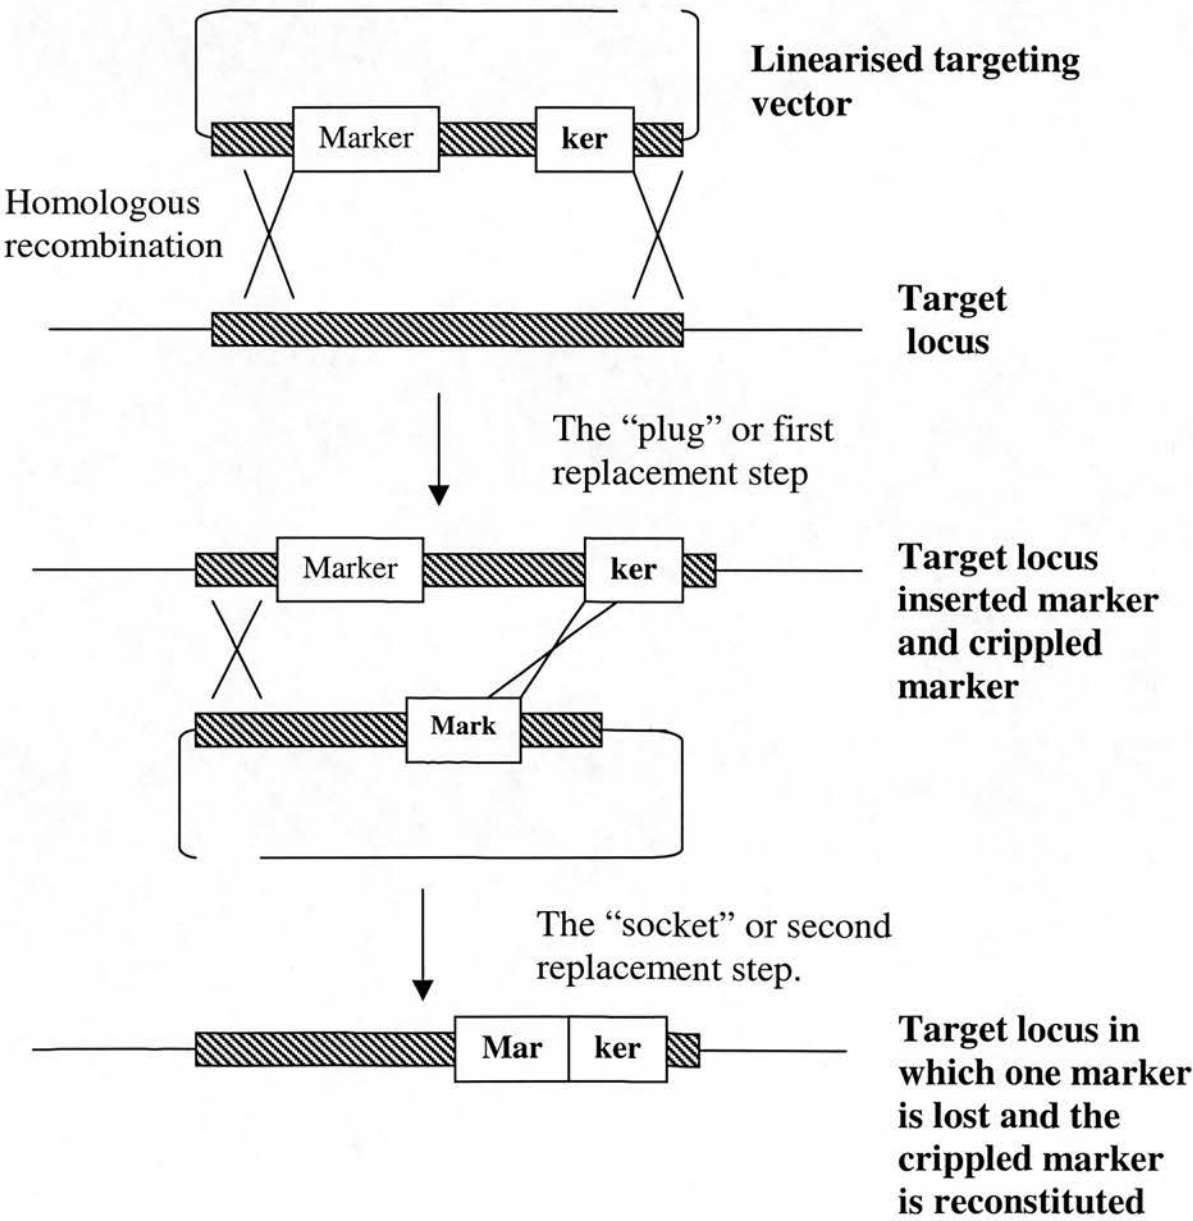 Linearised targeting
vector
Marker
ker
Homologous
recombination
Target
locus
The “plug” or first
replacement step
Marker
ker
Target locus
inserted marker
and crippled
marker
Mark
The “socket” or second
replacement step.
Mar
ker
Target locus in
which one marker
is lost and the
crippled marker
is reconstituted